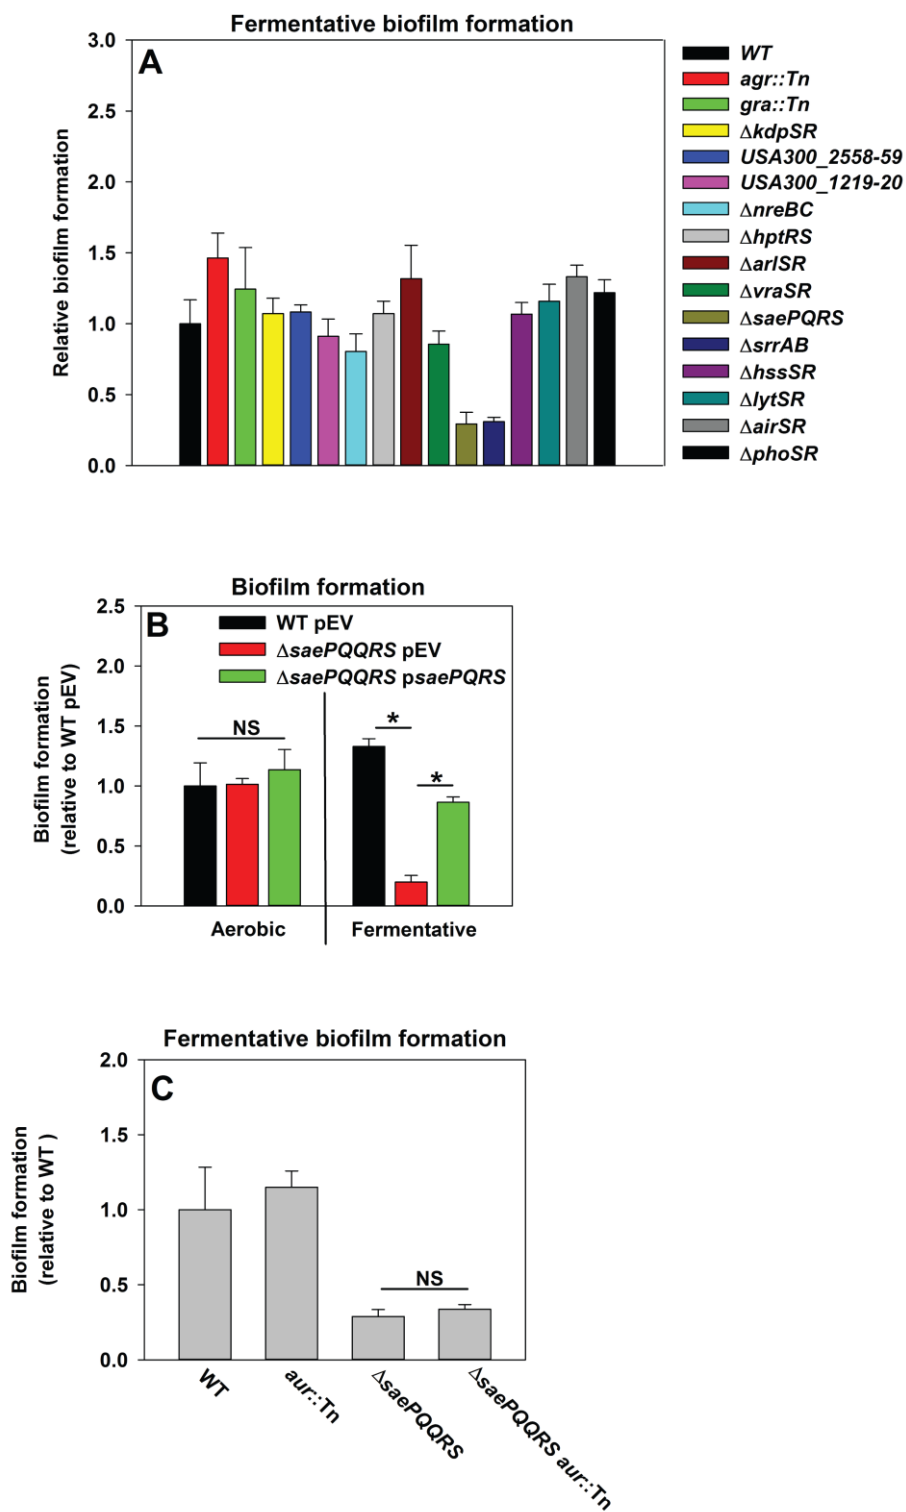 Fermentative biofilm formation
A
Relative biofilm formation
3.0
2.5
2.0
1.5
1.0
0.5
0.0
WT
agr::Tn
gra::Tn
ΔkdpSR
USA300_2558-59
USA300_1219-20
ΔnreBC
ΔhptRS
ΔarlSR
ΔvraSR
ΔsaePQRS
ΔsrrAB
ΔhssSR
ΔlytSR
ΔairSR
ΔphoSR
Biofilm formation
B
Biofilm formation
(relative to WT pEV)
2.5
2.0
1.5
1.0
0.5
0.0
WT pEV
ΔsaePQQRS pEV
ΔsaePQQRS psaePQRS
NS
*
*
Aerobic
Fermentative
Fermentative biofilm formation
C
Biofilm formation
(relative to WT )
2.0
1.5
1.0
0.5
0.0
NS
WT
aur::Tn
ΔsaePQQRS
ΔsaePQQRS aur::Tn